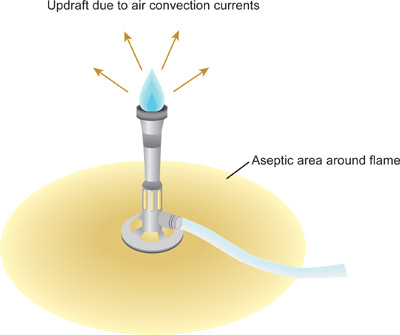 Updraft due to air convection currents
Aseptic area around flame